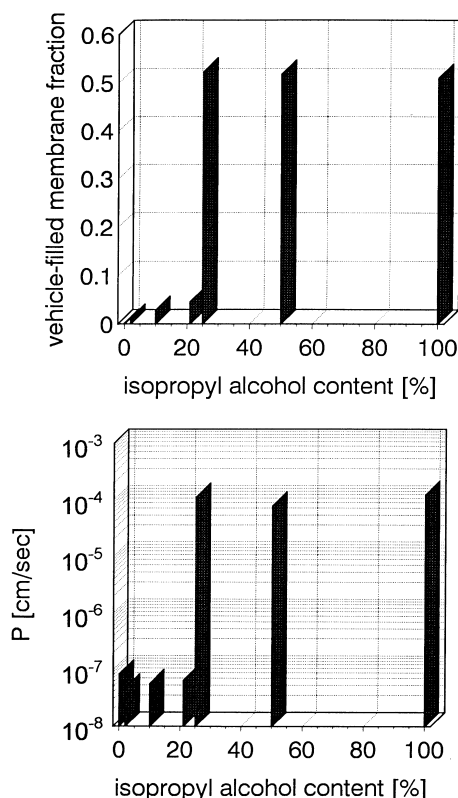 vehicle-filled membrane fraction
0.6
0.5
0.4
0.3
0.2
0.1
0
0 20 40 60 80 100
isopropyl alcohol content [%]
P [cm/sec]
10-3
10-4
10-5
10-6
10-7
10-8
0 20 40 60 80 100
isopropyl alcohol content [%]